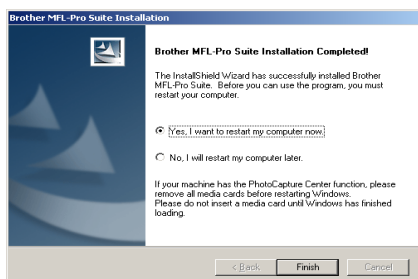 Brother MFL-Pro Suite Installation
Brother MFL-Pro Suite Installation Completed!
The InstallShield Wizard has successfully installed Brother
MFL-Pro Suite. Before you can use the program, you must
restart your computer.
Yes, I want to restart my computer now.
No, I will restart my computer later.
If your machine has the PhotoCapture Center function, please
remove all media cards before restarting Windows.
Please do not insert a media card until Windows has finished
loading.
< Back Finish Cancel